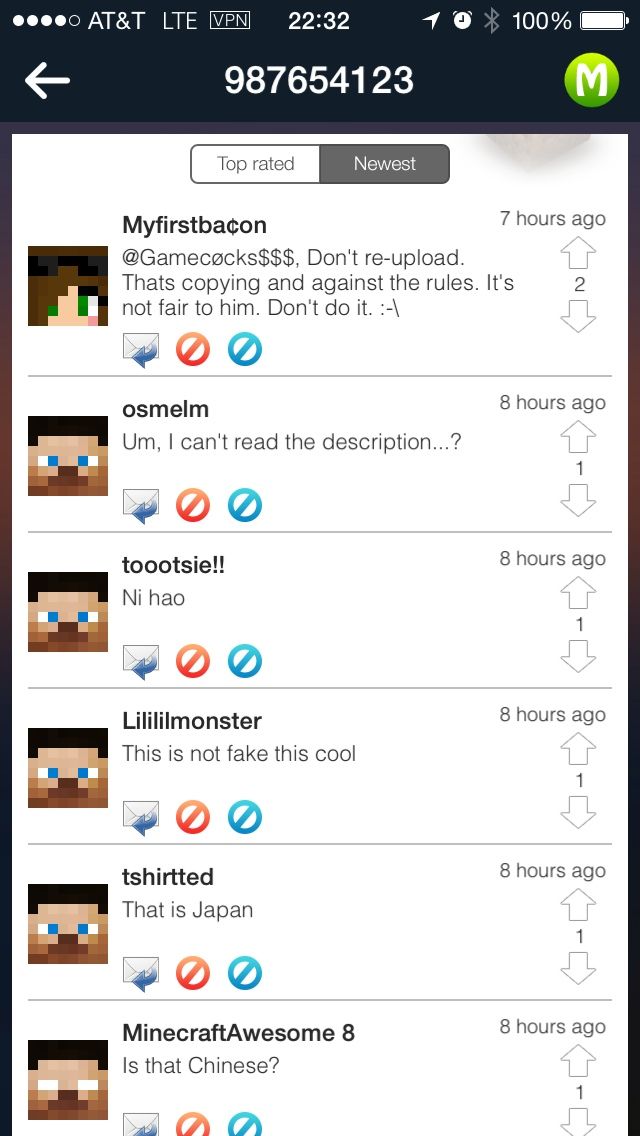 AT&T LTE VPN 22:32 100%
987654123
M
Top rated Newest
Myfirstba¢on 7 hours ago
@Gamecøcks$$$, Don't re-upload.
Thats copying and against the rules. It's
not fair to him. Don't do it. :-\
2
osmelm 8 hours ago
Um, I can't read the description...?
1
toootsie!! 8 hours ago
Ni hao
1
Lilililmonster 8 hours ago
This is not fake this cool
1
tshirtted 8 hours ago
That is Japan
1
MinecraftAwesome 8 8 hours ago
Is that Chinese?
1